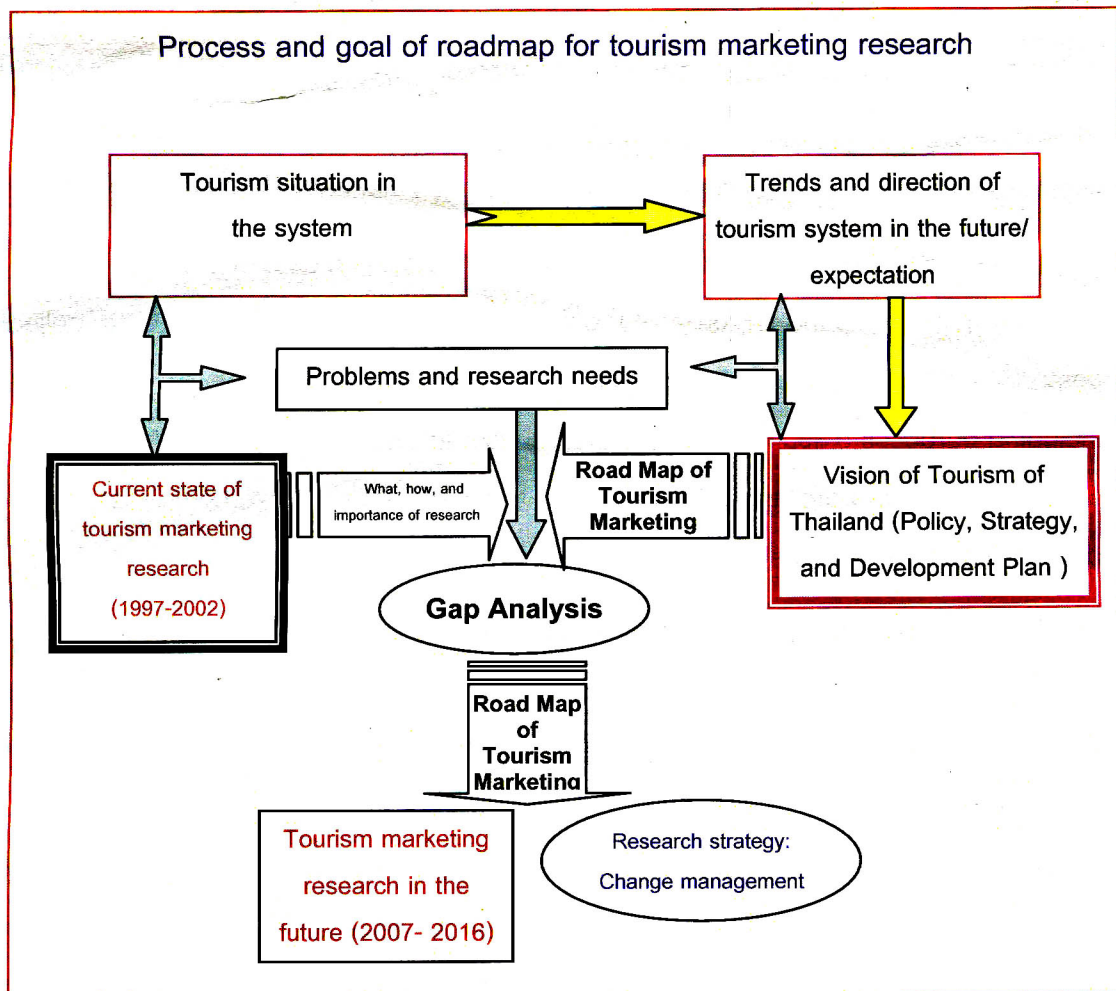 Process and goal of roadmap for tourism marketing research
Tourism situation in
the system
Trends and direction of
tourism system in the future/
expectation
Problems and research needs
Current state of
tourism marketing
research
(1997-2002)
What, how, and
importance of research
Road Map of
Tourism
Marketing
Vision of Tourism of
Thailand (Policy, Strategy,
and Development Plan )
Gap Analysis
Road Map
of
Tourism
Marketing
Tourism marketing
research in the
future (2007- 2016)
Research strategy:
Change management